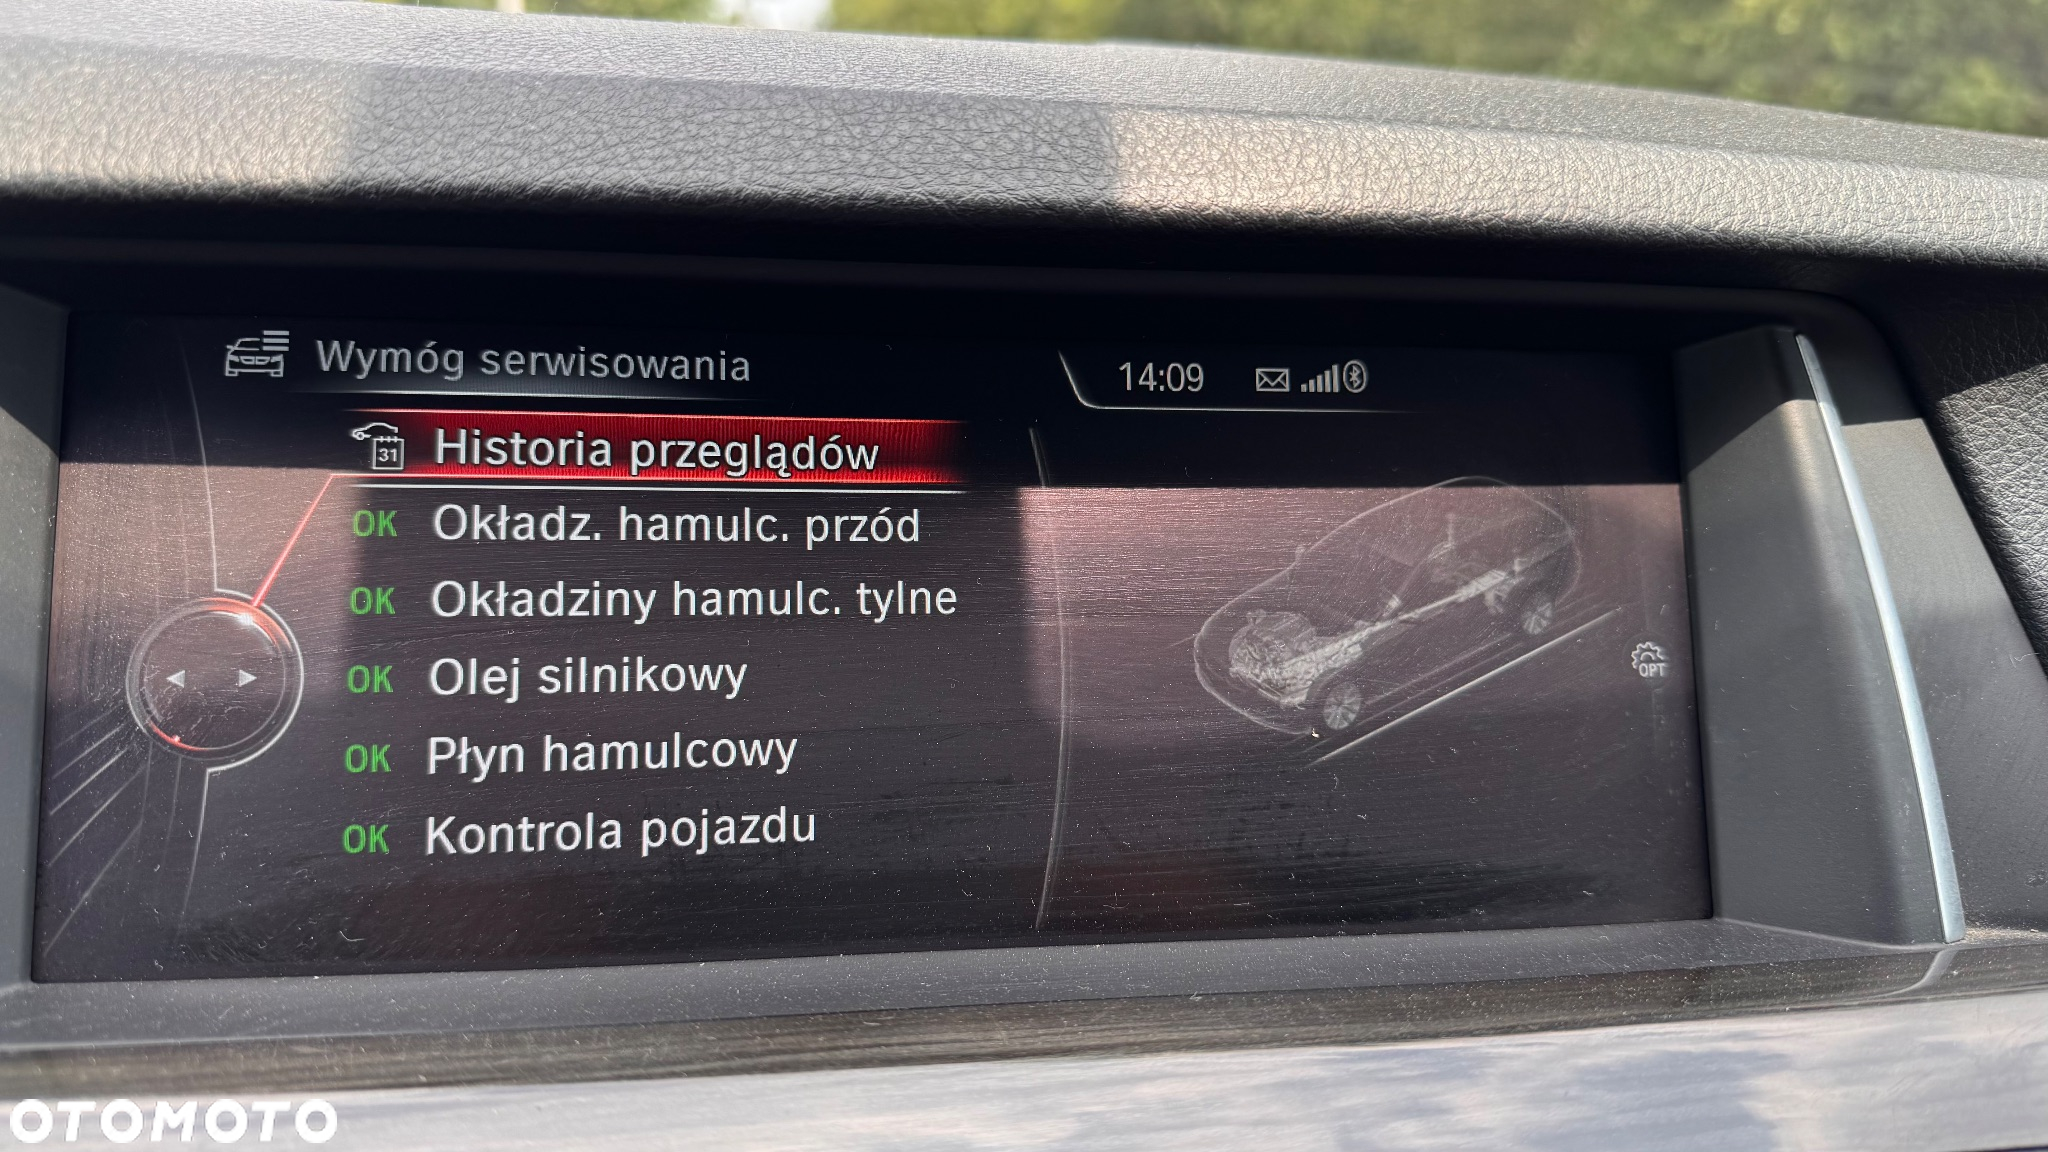 Wymóg serwisowania
14:09
31 Historia przeglądów
OK Okładz. hamulc. przód
OK Okładziny hamulc. tylne
OK Olej silnikowy
OPT
OK Płyn hamulcowy
OK Kontrola pojazdu
OTOMOTO